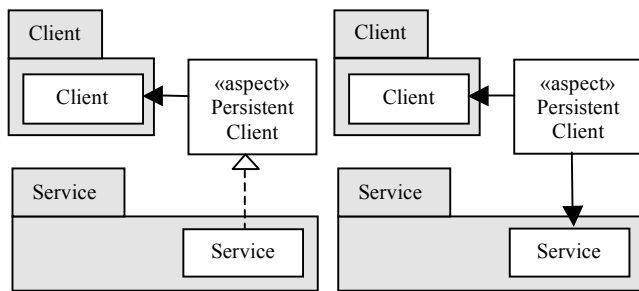 Client
Client
«aspect»
Persistent
Client
Service
Service
Client
Client
«aspect»
Persistent
Client
Service
Service